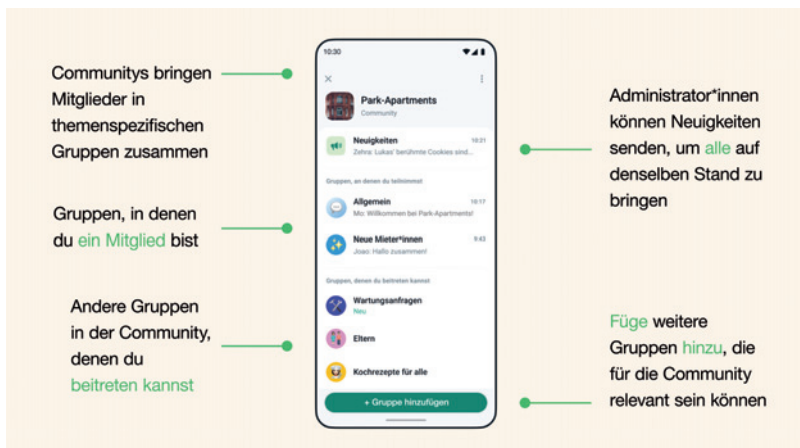 Communitys bringen
Mitglieder in
themenspezifischen
Gruppen zusammen
Gruppen, in denen
du ein Mitglied bist
Andere Gruppen
in der Community,
denen du
beitreten kannst
10:30
Park-Apartments
Community
Neuigkeiten 10:21
Zehra: Lukas' berühmte Cookies sind...
Gruppen, an denen du teilnimmst
Allgemein 10:17
Mo: Willkommen bei Park-Apartments!
Neue Mieter*innen 9:43
Joao: Hallo zusammen!
Gruppen, denen du beitreten kannst
Wartungsanfragen
Neu
Eltern
Kochrezepte für alle
+ Gruppe hinzufügen
Administrator*innen
können Neuigkeiten
senden, um alle auf
denselben Stand zu
bringen
Füge weitere
Gruppen hinzu, die
für die Community
relevant sein können